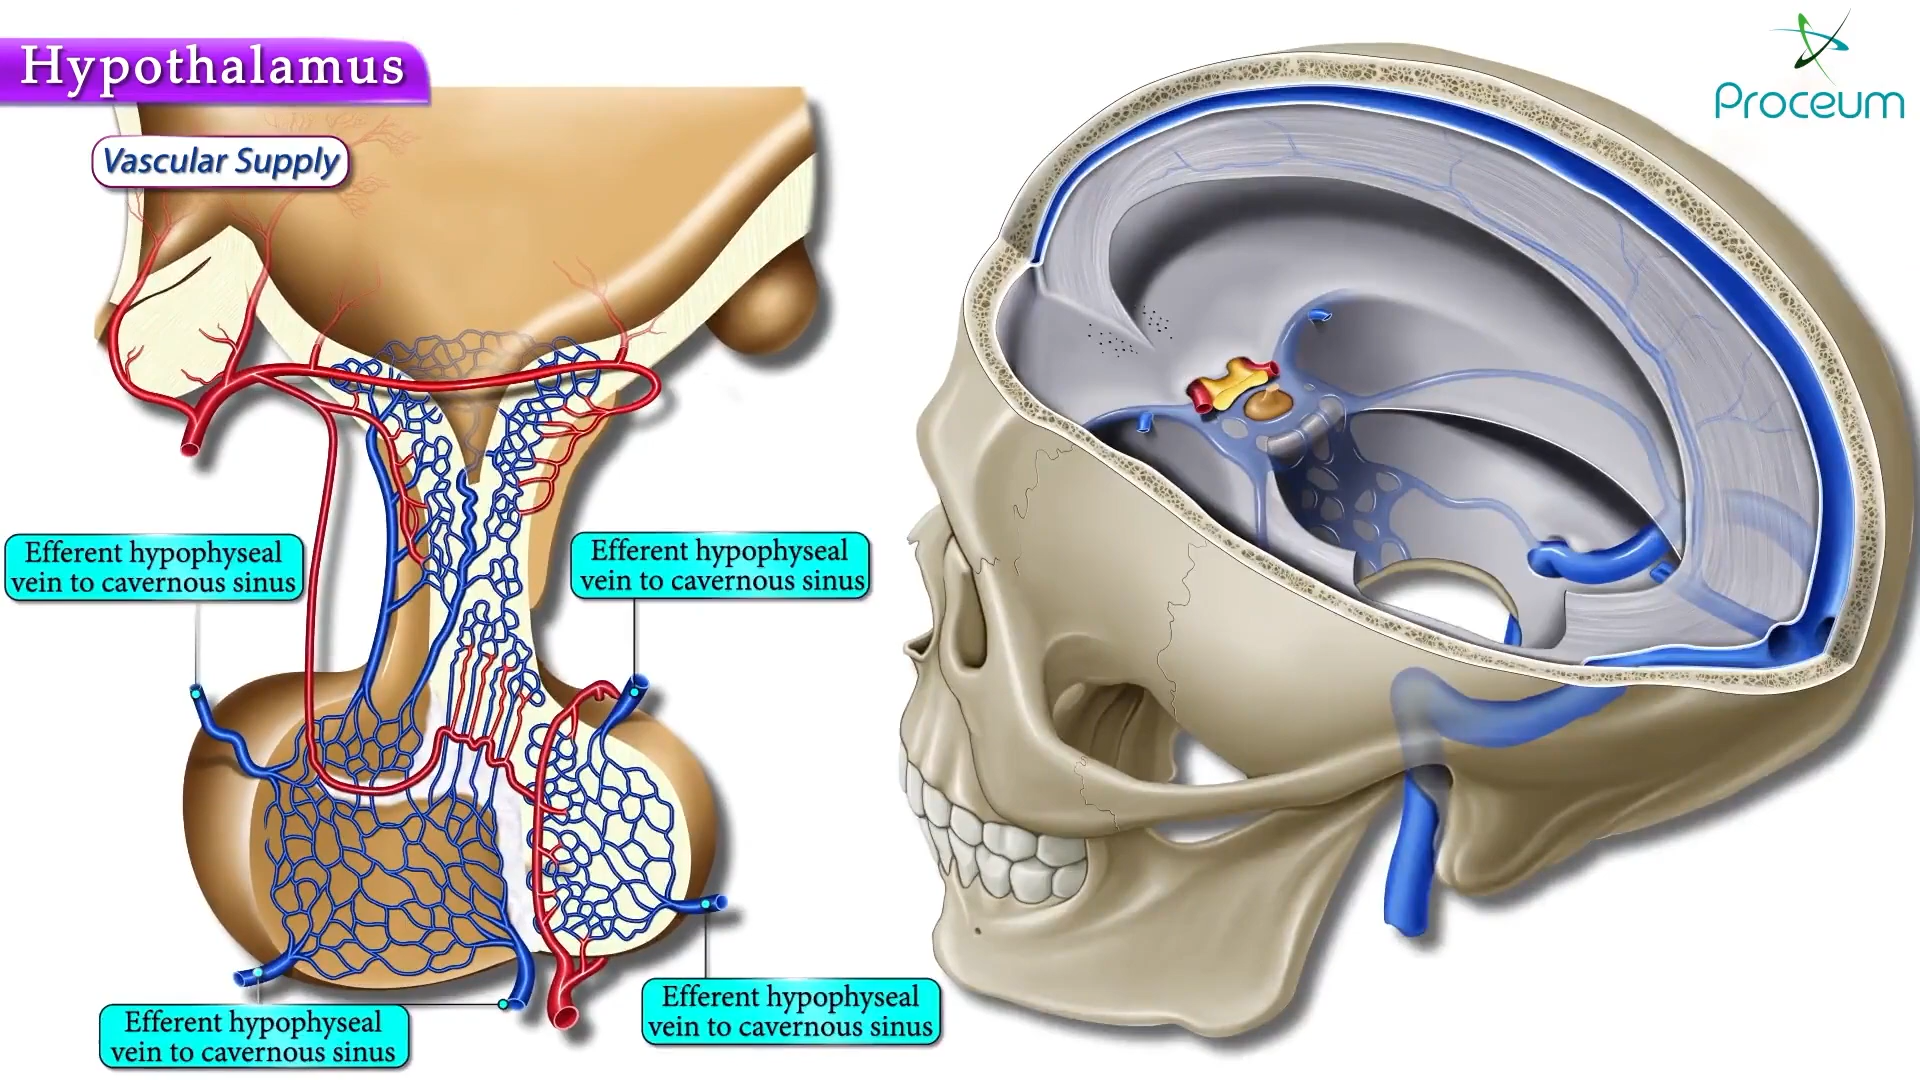 Hypothalamus
Proceum
Vascular Supply
Efferent hypophyseal
vein to cavernous sinus
Efferent hypophyseal
vein to cavernous sinus
Efferent hypophyseal
vein to cavernous sinus
Efferent hypophyseal
vein to cavernous sinus